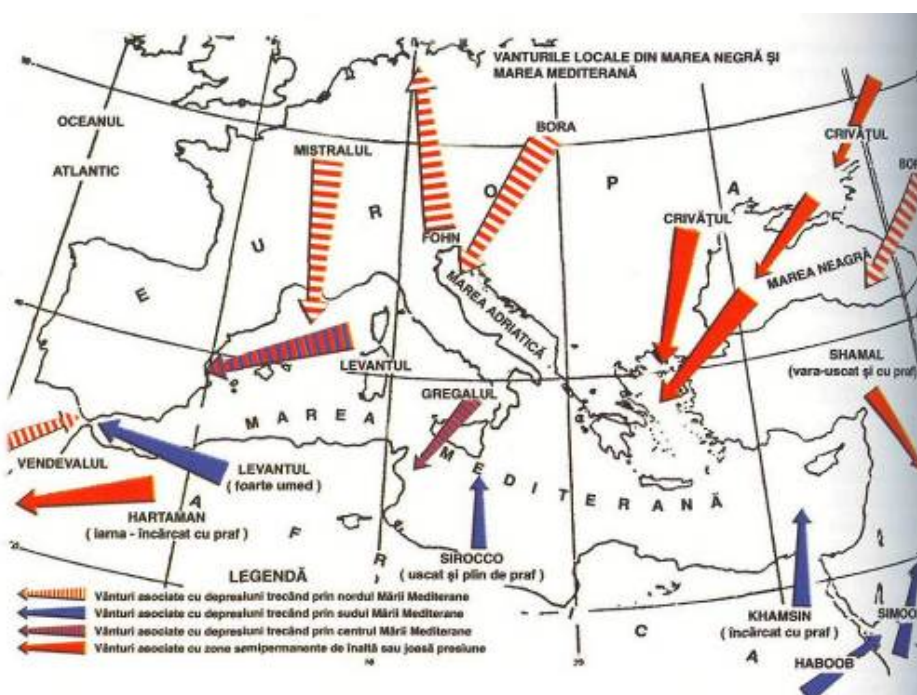 VANTURILE LOCALE DIN MAREA NEGRĂ ȘI
MAREA MEDITERANĂ
OCEANUL
ATLANTIC
MISTRALUL
BORA
CRIVĂȚUL
E U R O P A
FOHN
CRIVĂȚUL
MAREA NEAGRĂ
MAREA ADRIATICĂ
LEVANTUL
GREGALUL
SHAMAL
(vara-uscat și cu praf)
MAREA MEDITERANĂ
VENDEVALUL
LEVANTUL
(foarte umed)
HARTAMAN
(iarna - încărcat cu praf)
SIROCCO
(uscat și plin de praf)
A F R C A
KHAMSIN
(încărcat cu praf)
HABOOB
LEGENDĂ
Vânturi asociate cu depresiuni trecând prin nordul Mării Mediterane
Vânturi asociate cu depresiuni trecând prin sudul Mării Mediterane
Vânturi asociate cu depresiuni trecând prin centrul Mării Mediterane
Vânturi asociate cu zone semipermanente de înaltă sau joasă presiune